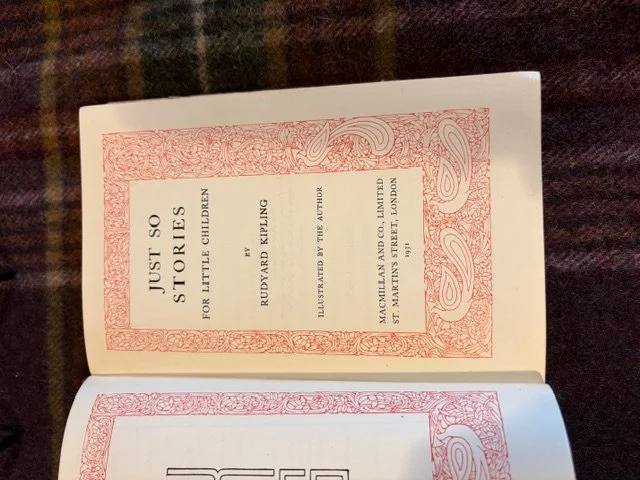 JUST SO
STORIES
FOR LITTLE CHILDREN
BY
RUDYARD KIPLING
ILLUSTRATED BY THE AUTHOR
MACMILLAN AND CO., LIMITED
ST. MARTIN'S STREET, LONDON
1931